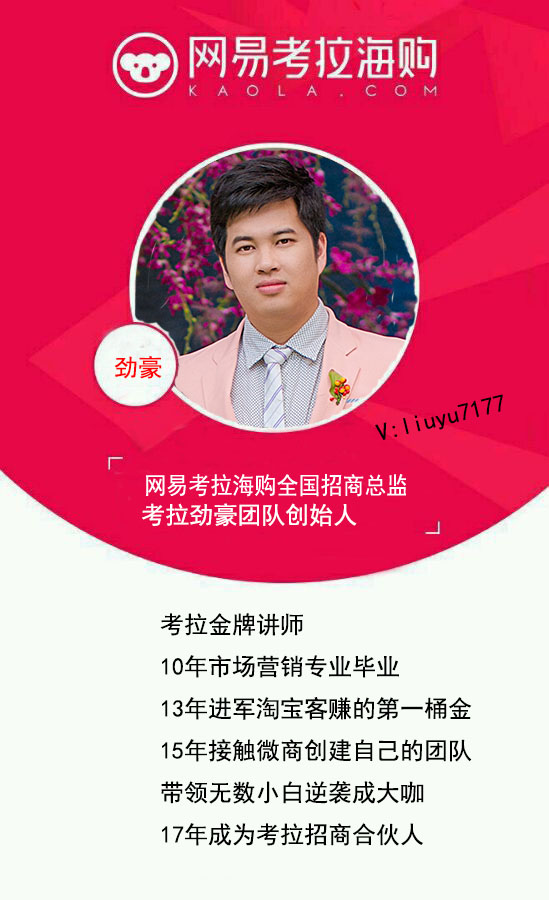 网易考拉海购
KAOLA.COM
劲豪
V:liuyu7177
网易考拉海购全国招商总监
考拉劲豪团队创始人
考拉金牌讲师
10年市场营销专业毕业
13年进军淘宝客赚的第一桶金
15年接触微商创建自己的团队
带领无数小白逆袭成大咖
17年成为考拉招商合伙人